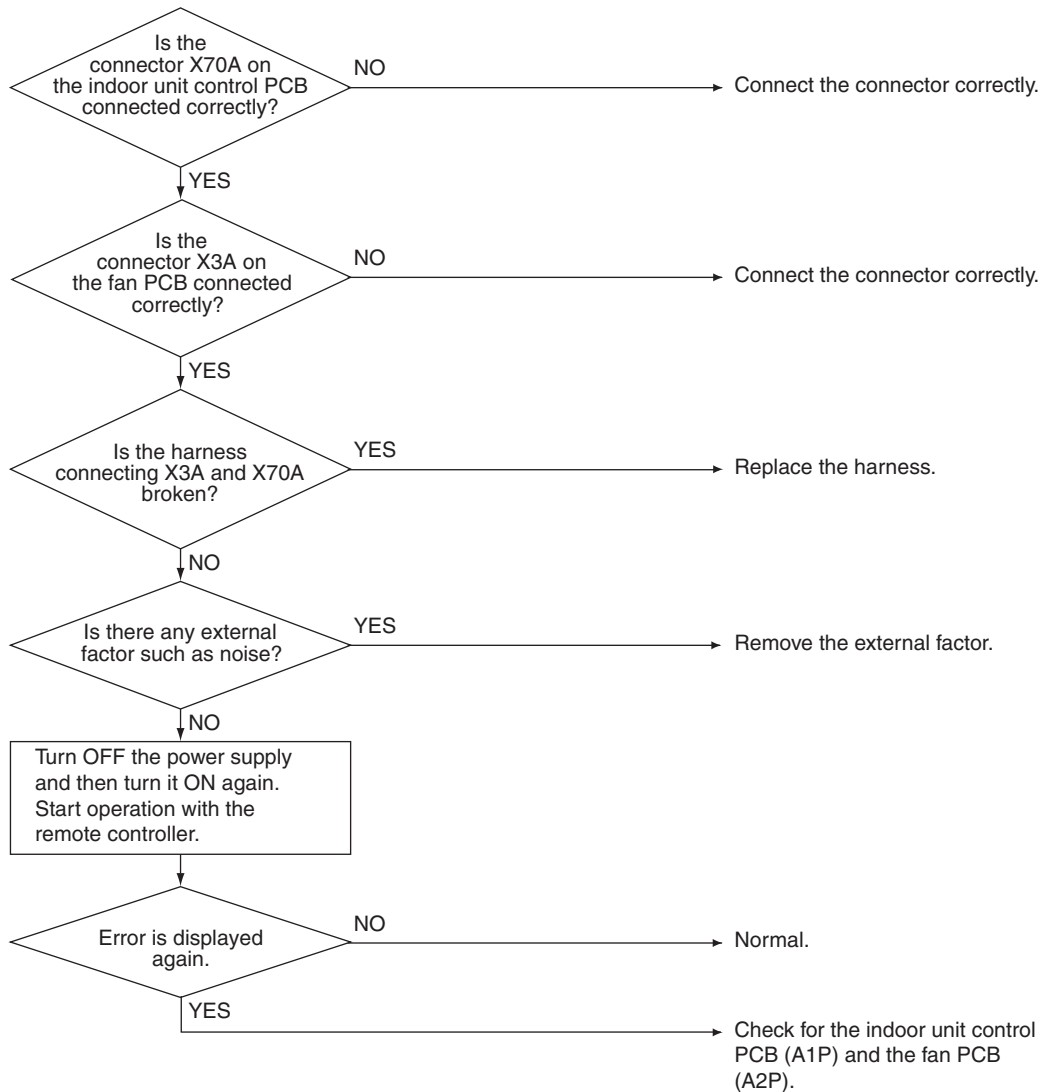 Is the
connector X70A on
the indoor unit control PCB
connected correctly?
NO
Connect the connector correctly.
YES
Is the
connector X3A on
the fan PCB connected
correctly?
NO
Connect the connector correctly.
YES
Is the harness
connecting X3A and X70A
broken?
YES
Replace the harness.
NO
Is there any external
factor such as noise?
YES
Remove the external factor.
NO
Turn OFF the power supply
and then turn it ON again.
Start operation with the
remote controller.
Error is displayed
again.
NO
Normal.
YES
Check for the indoor unit control
PCB (A1P) and the fan PCB
(A2P).